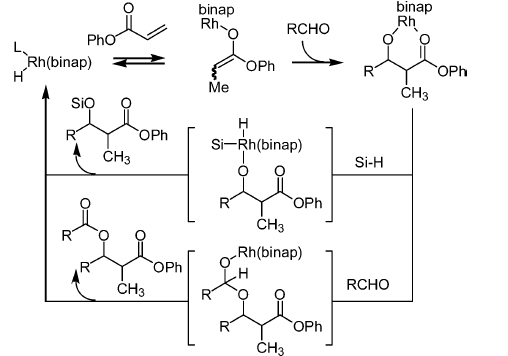 binap
Rh
O
PhO
RCHO
O
OPh
Me
binap
Rh
O
O
R
OPh
CH3
L
H
Rh(binap)
SiO
O
R
OPh
CH3
H
Si
Rh(binap)
O
O
R
OPh
CH3
Si-H
O
R
O
O
R
OPh
CH3
Rh(binap)
O
H
R
O
O
R
OPh
CH3
RCHO